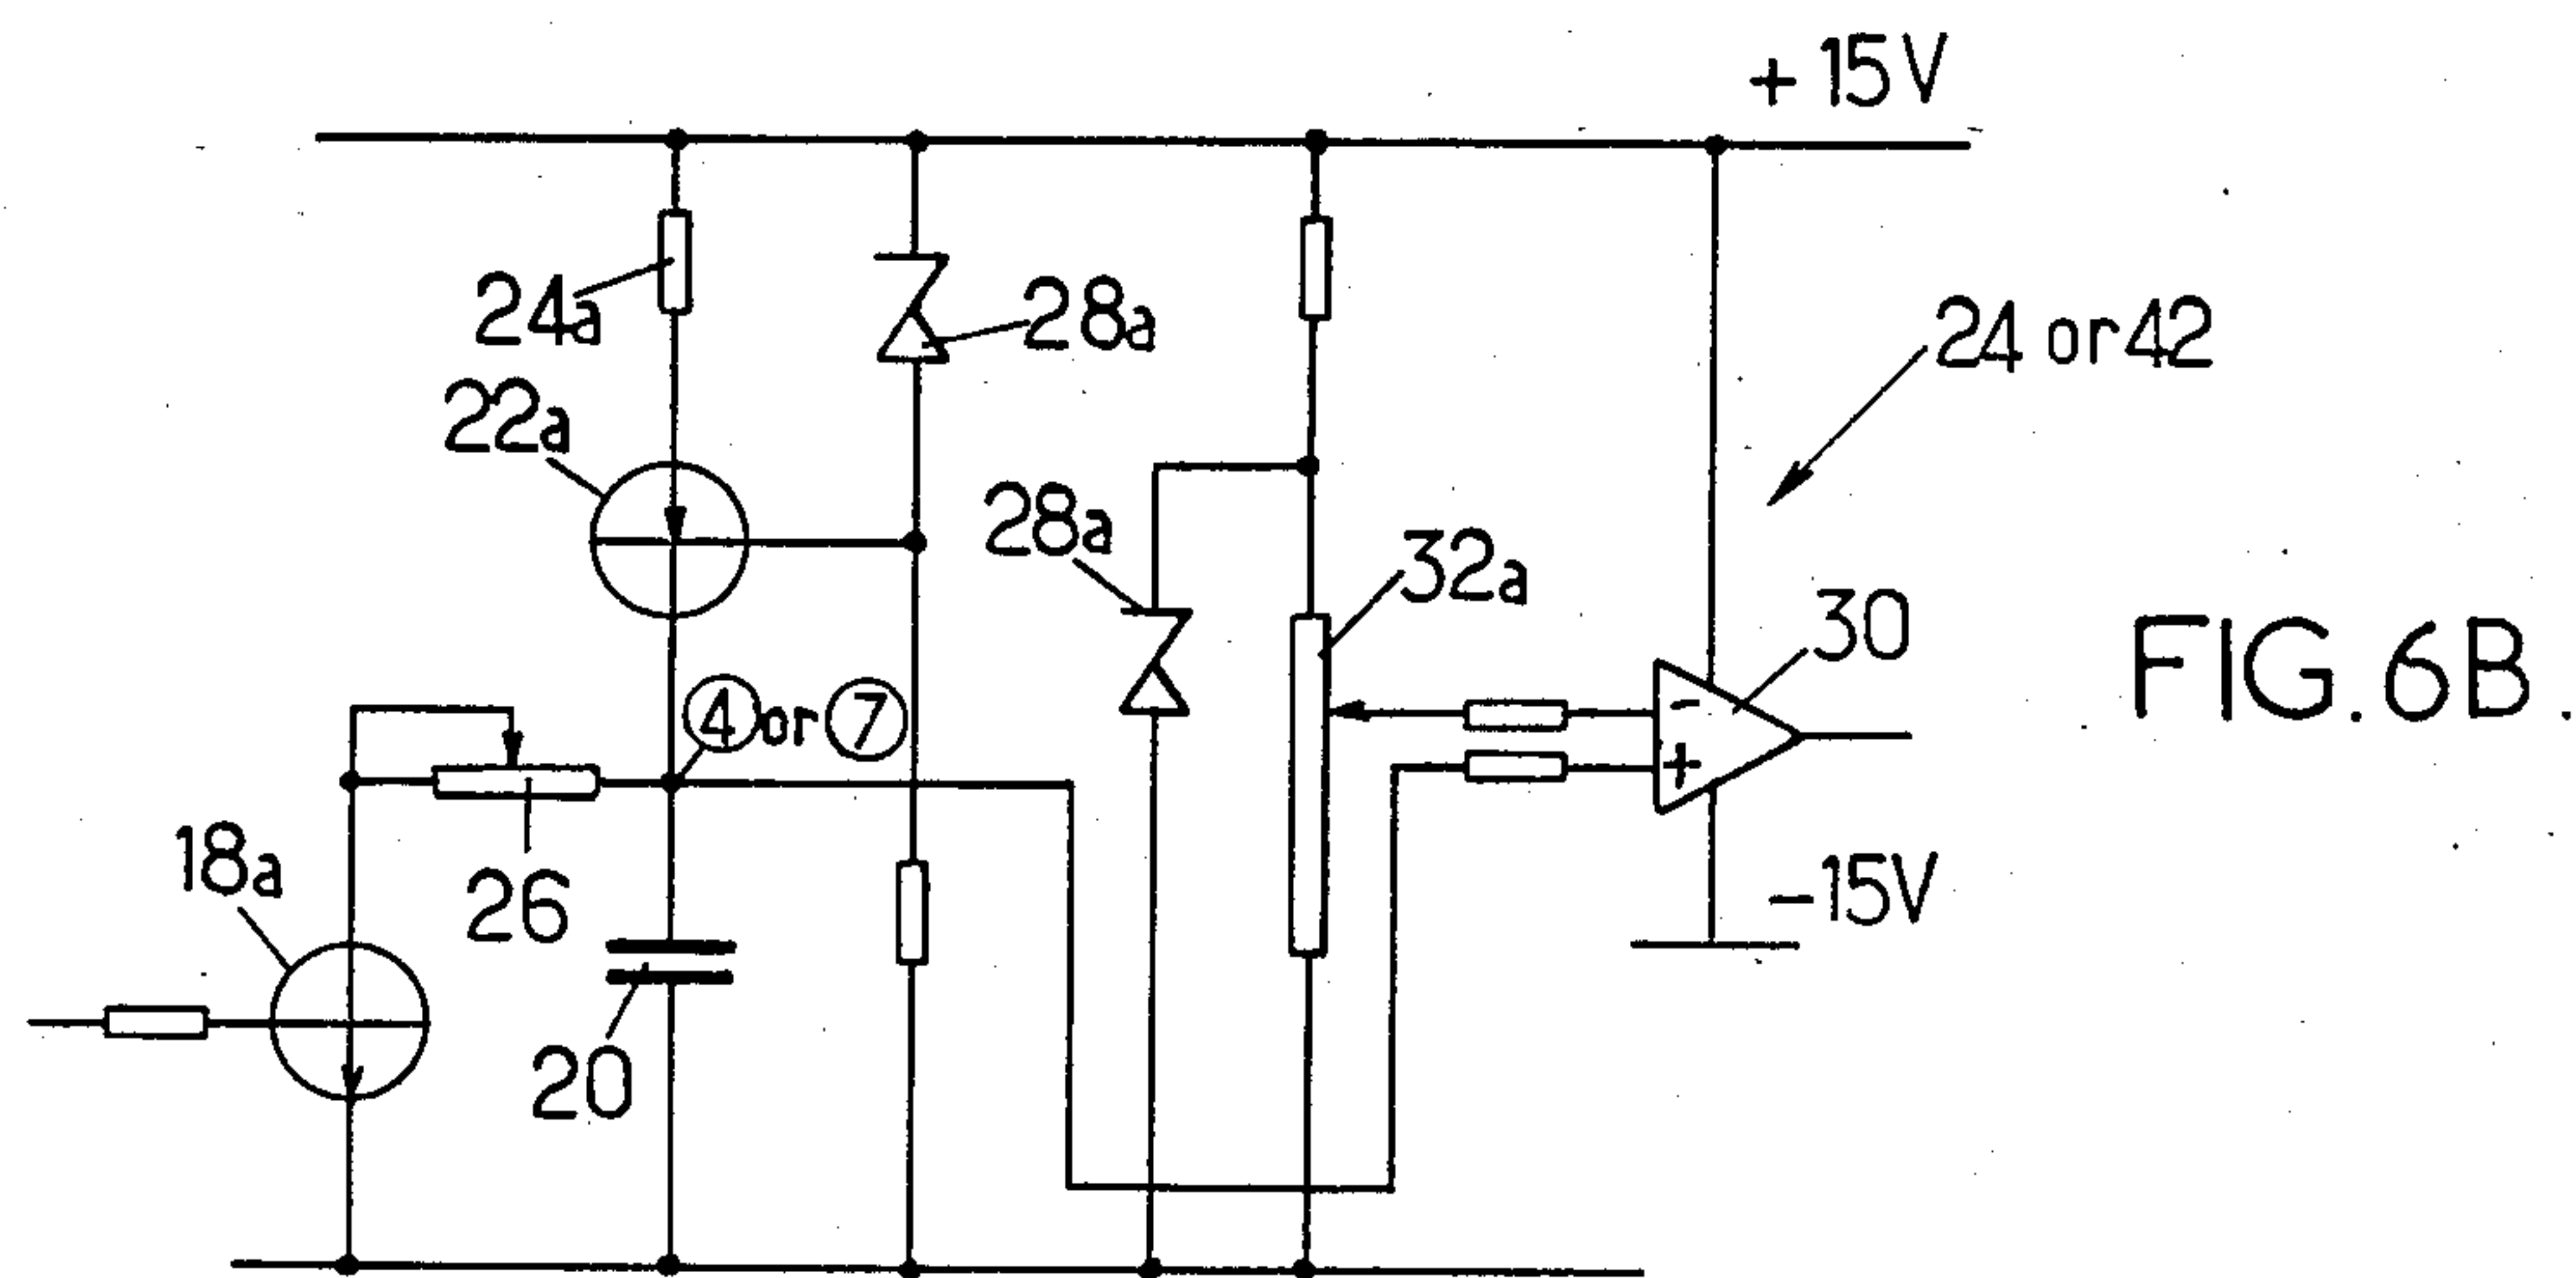 +15V
24a
28a
24 or 42
22a
28a
32a
30
FIG. 6B.
4 or 7
-
+
18a
26
-15V
20